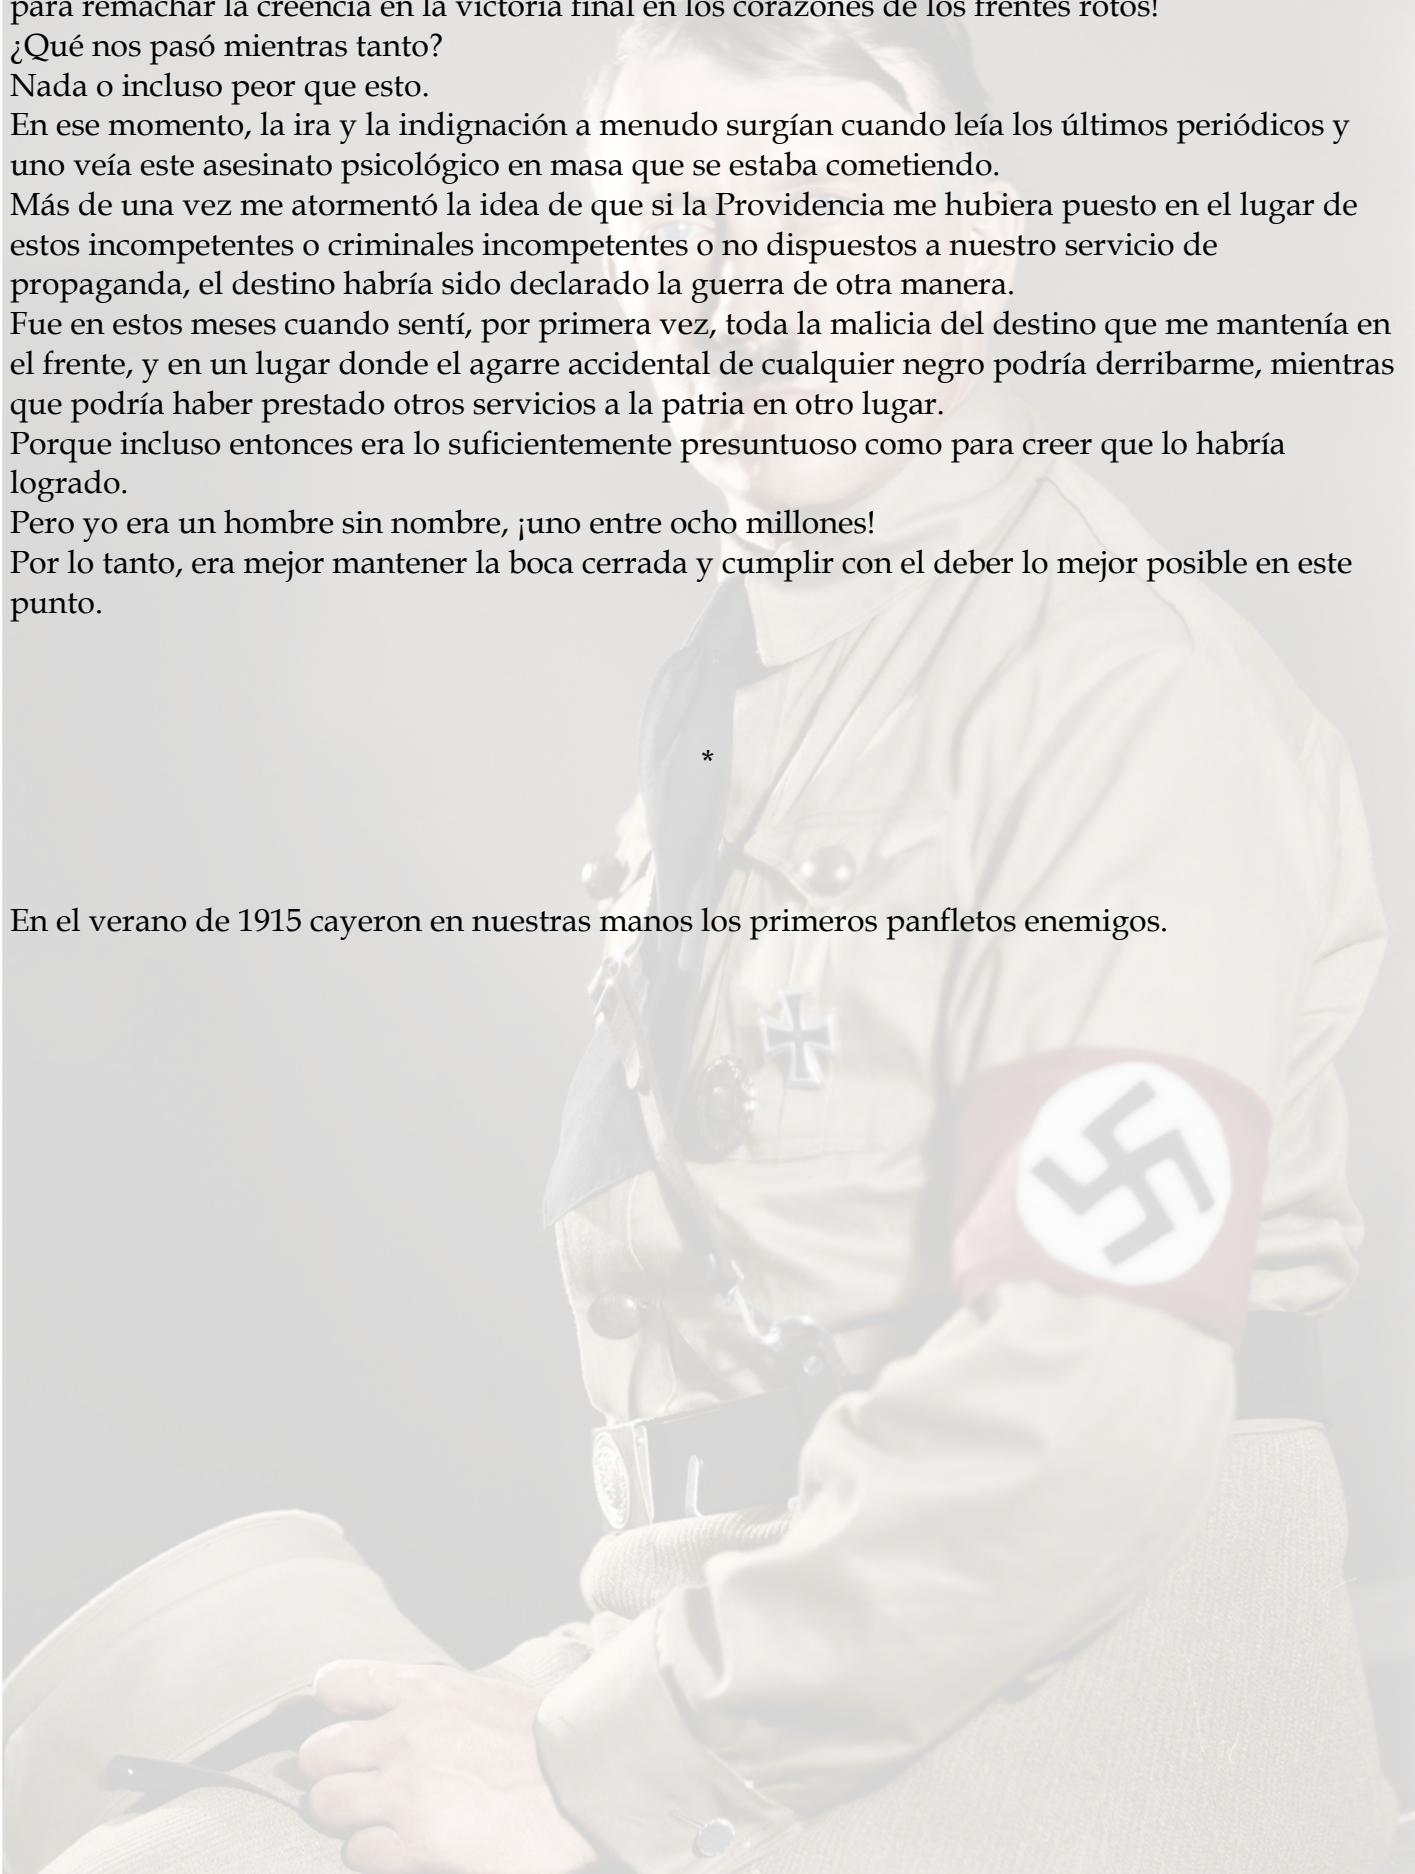 para remachar la creencia en la victoria final en los corazones de los frentes rotos!
¿Qué nos pasó mientras tanto?
Nada o incluso peor que esto.
En ese momento, la ira y la indignación a menudo surgían cuando leía los últimos periódicos y
uno veía este asesinato psicológico en masa que se estaba cometiendo.
Más de una vez me atormentó la idea de que si la Providencia me hubiera puesto en el lugar de
estos incompetentes o criminales incompetentes o no dispuestos a nuestro servicio de
propaganda, el destino habría sido declarado la guerra de otra manera.
Fue en estos meses cuando sentí, por primera vez, toda la malicia del destino que me mantenía en
el frente, y en un lugar donde el agarre accidental de cualquier negro podría derribarme, mientras
que podría haber prestado otros servicios a la patria en otro lugar.
Porque incluso entonces era lo suficientemente presuntuoso como para creer que lo habría
logrado.
Pero yo era un hombre sin nombre, ¡uno entre ocho millones!
Por lo tanto, era mejor mantener la boca cerrada y cumplir con el deber lo mejor posible en este
punto.
*
En el verano de 1915 cayeron en nuestras manos los primeros panfletos enemigos.